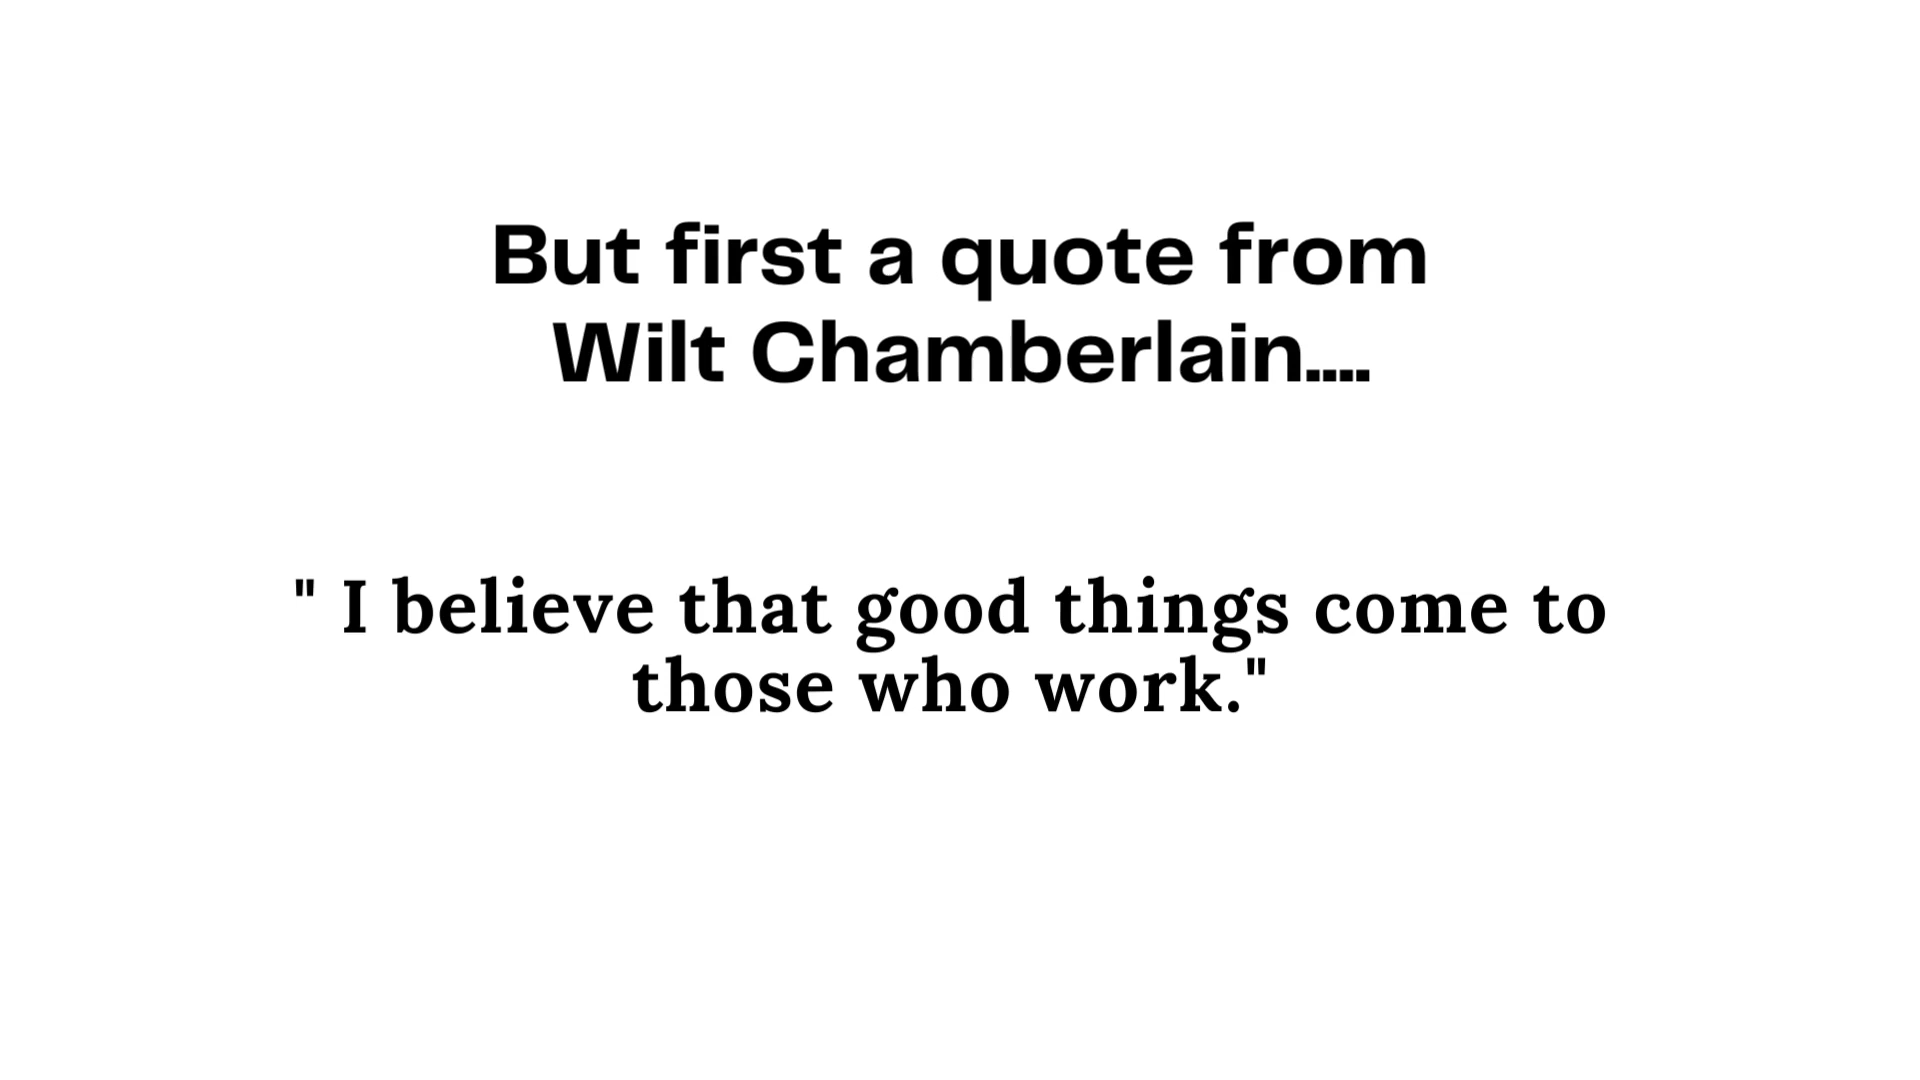 But first a quote from
Wilt Chamberlain....
" I believe that good things come to
those who work."